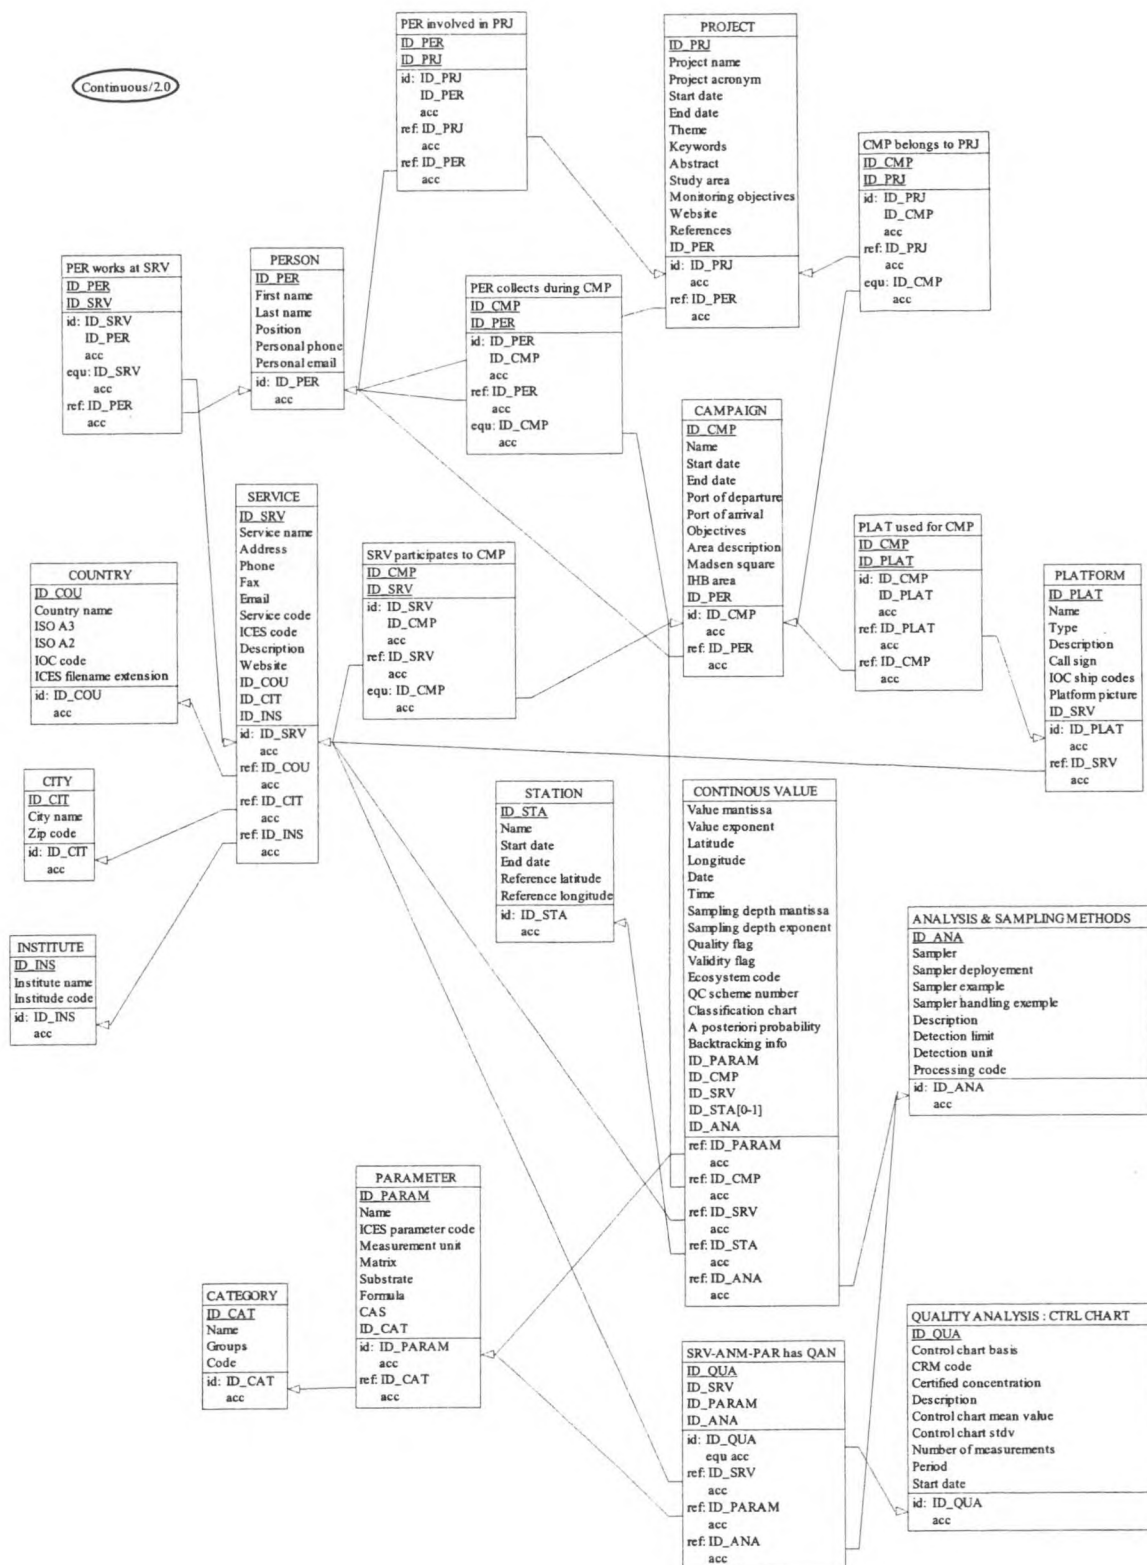 Continuous/2.0
PER involved in PRJ
ID_PER
ID_PRJ
id: ID_PRJ
ID_PER
acc
ref: ID_PRJ
acc
ref: ID_PER
acc
PROJECT
ID_PRJ
Project name
Project acronym
Start date
End date
Theme
Keywords
Abstract
Study area
Monitoring objectives
Website
References
ID_PER
id: ID_PRJ
acc
ref: ID_PER
acc
CMP belongs to PRJ
ID_CMP
ID_PRJ
id: ID_PRJ
ID_CMP
acc
ref: ID_PRJ
acc
equ: ID_CMP
acc
PER works at SRV
ID_PER
ID_SRV
id: ID_SRV
ID_PER
acc
equ: ID_SRV
acc
ref: ID_PER
acc
PERSON
ID_PER
First name
Last name
Position
Personal phone
Personal email
id: ID_PER
acc
PER collects during CMP
ID_CMP
ID_PER
id: ID_PER
ID_CMP
acc
ref: ID_PER
acc
equ: ID_CMP
acc
CAMPAIGN
ID_CMP
Name
Start date
End date
Port of departure
Port of arrival
Objectives
Area description
Madsen square
IHB area
ID_PER
id: ID_CMP
acc
ref: ID_PER
acc
SERVICE
ID_SRV
Service name
Address
Phone
Fax
Email
Service code
ICES code
Description
Website
ID_COU
ID_CIT
ID_INS
id: ID_SRV
acc
ref: ID_COU
acc
ref: ID_CIT
acc
ref: ID_INS
acc
SRV participates to CMP
ID_CMP
ID_SRV
id: ID_SRV
ID_CMP
acc
ref: ID_SRV
acc
equ: ID_CMP
acc
PLAT used for CMP
ID_CMP
ID_PLAT
id: ID_CMP
ID_PLAT
acc
ref: ID_PLAT
acc
ref: ID_CMP
acc
PLATFORM
ID_PLAT
Name
Type
Description
Call sign
IOC ship codes
Platform picture
ID_SRV
id: ID_PLAT
acc
ref: ID_SRV
acc
COUNTRY
ID_COU
Country name
ISO A3
ISO A2
IOC code
ICES filename extension
id: ID_COU
acc
CITY
ID_CIT
City name
Zip code
id: ID_CIT
acc
INSTITUTE
ID_INS
Institute name
Institude code
id: ID_INS
acc
STATION
ID_STA
Name
Start date
End date
Reference latitude
Reference longitude
id: ID_STA
acc
CONTINOUS VALUE
Value mantissa
Value exponent
Latitude
Longitude
Date
Time
Sampling depth mantissa
Sampling depth exponent
Quality flag
Validity flag
Ecosystem code
QC scheme number
Classification chart
A posteriori probability
Backtracking info
ID_PARAM
ID_CMP
ID_SRV
ID_STA[0-1]
ID_ANA
ref: ID_PARAM
acc
ref: ID_CMP
acc
ref: ID_SRV
acc
ref: ID_STA
acc
ref: ID_ANA
acc
ANALYSIS & SAMPLING METHODS
ID_ANA
Sampler
Sampler deployement
Sampler example
Sampler handling exemple
Description
Detection limit
Detection unit
Processing code
id: ID_ANA
acc
PARAMETER
ID_PARAM
Name
ICES parameter code
Measurement unit
Matrix
Substrate
Formula
CAS
ID_CAT
id: ID_PARAM
acc
ref: ID_CAT
acc
CATEGORY
ID_CAT
Name
Groups
Code
id: ID_CAT
acc
SRV-ANM-PAR has QAN
ID_QUA
ID_SRV
ID_PARAM
ID_ANA
id: ID_QUA
equ acc
ref: ID_SRV
acc
ref: ID_PARAM
acc
ref: ID_ANA
acc
QUALITY ANALYSIS : CTRL CHART
ID_QUA
Control chart basis
CRM code
Certified concentration
Description
Control chart mean value
Control chart stdv
Number of measurements
Period
Start date
id: ID_QUA
acc